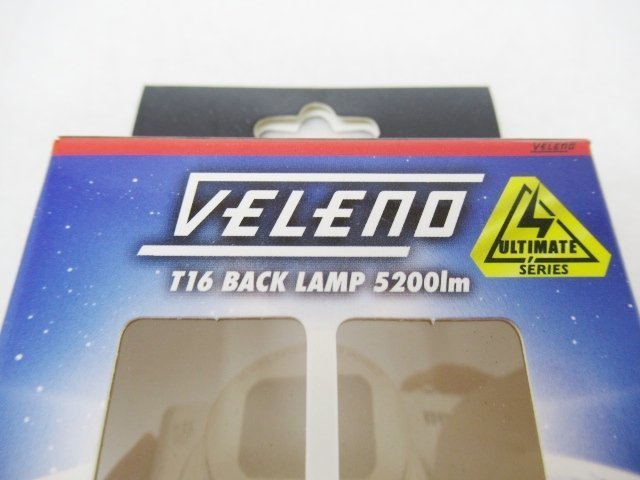 VELENO
VELENO
ULTIMATE
SERIES
T16 BACK LAMP 5200lm